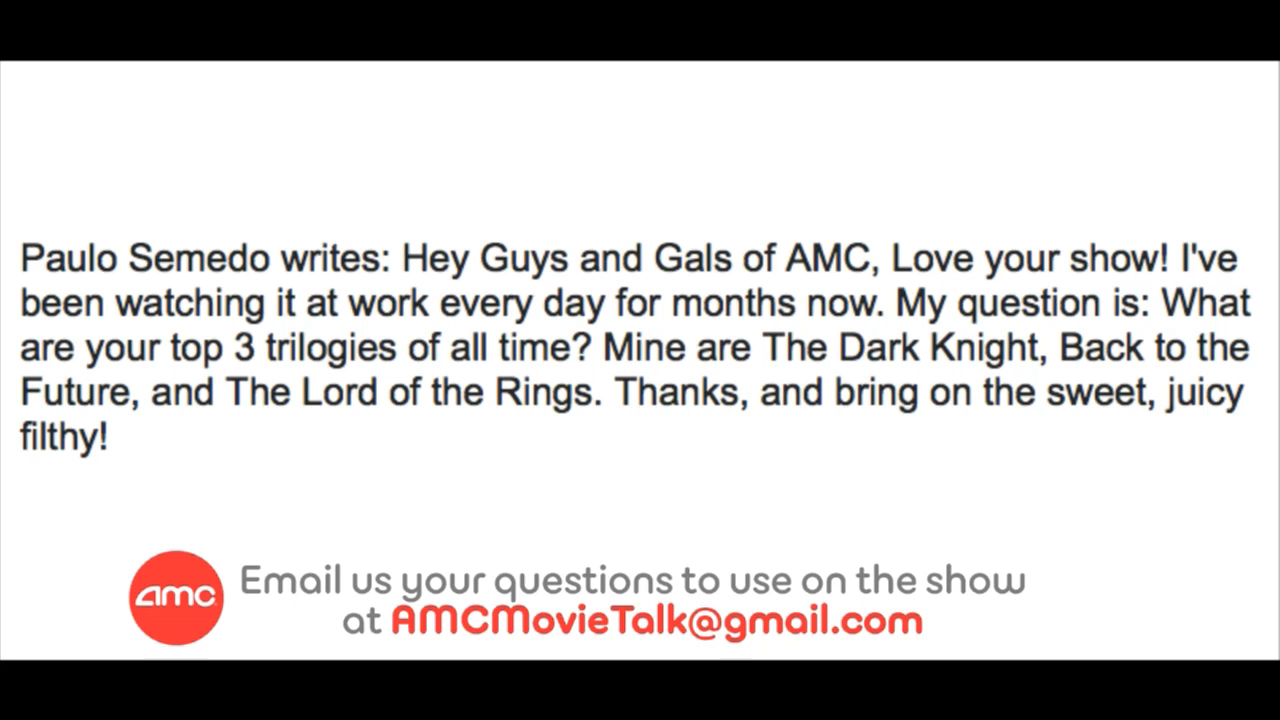 Paulo Semedo writes: Hey Guys and Gals of AMC, Love your show! I've
been watching it at work every day for months now. My question is: What
are your top 3 trilogies of all time? Mine are The Dark Knight, Back to the
Future, and The Lord of the Rings. Thanks, and bring on the sweet, juicy
filthy!
amc
Email us your questions to use on the show
at AMCMovieTalk@gmail.com